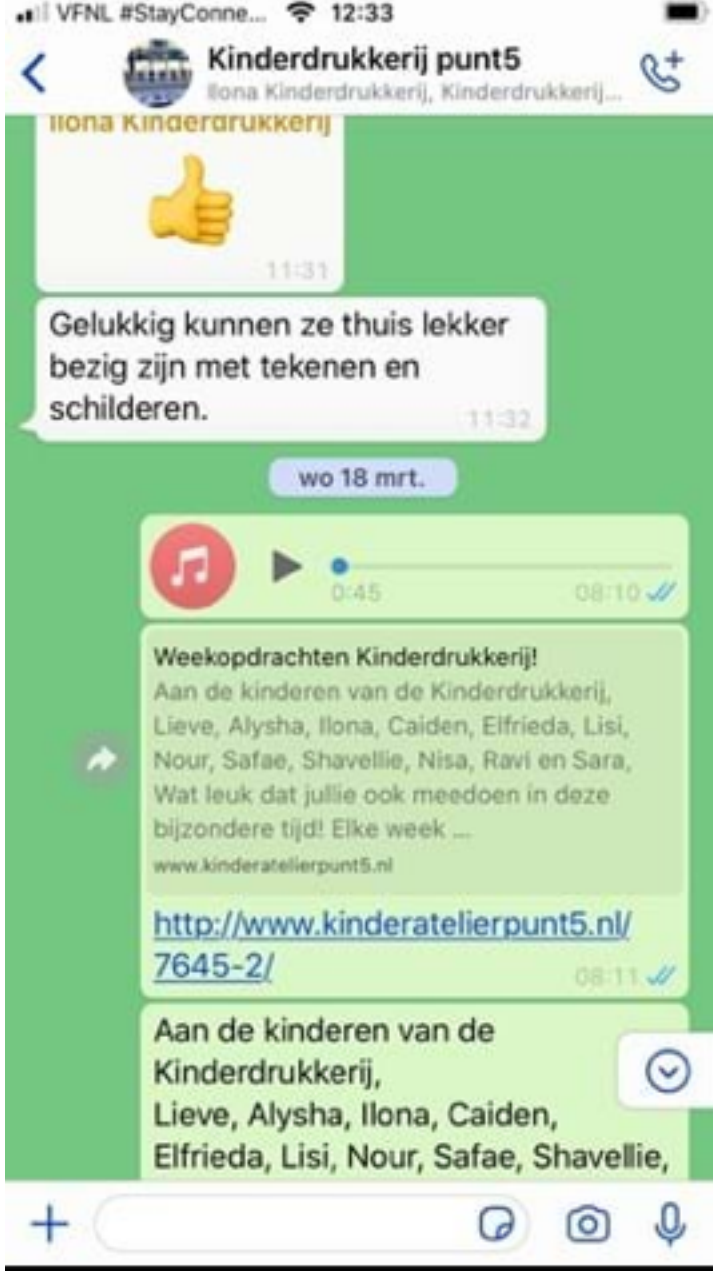 VFNL #StayConne... 12:33
Kinderdrukkerij punt5
Ilona Kinderdrukkerij, Kinderdrukkerij...
Ilona Kinderdrukkerij
11:31
Gelukkig kunnen ze thuis lekker
bezig zijn met tekenen en
schilderen.
11:32
wo 18 mrt.
0:45
08:10
Weekopdrachten Kinderdrukkerij!
Aan de kinderen van de Kinderdrukkerij,
Lieve, Alysha, Ilona, Caiden, Elfrieda, Lisi,
Nour, Safae, Shavellie, Nisa, Ravi en Sara,
Wat leuk dat jullie ook meedoen in deze
bijzondere tijd! Elke week ...
www.kinderatelierpunt5.nl
http://www.kinderatelierpunt5.nl/
7645-2/
08:11
Aan de kinderen van de
Kinderdrukkerij,
Lieve, Alysha, Ilona, Caiden,
Elfrieda, Lisi, Nour, Safae, Shavellie,